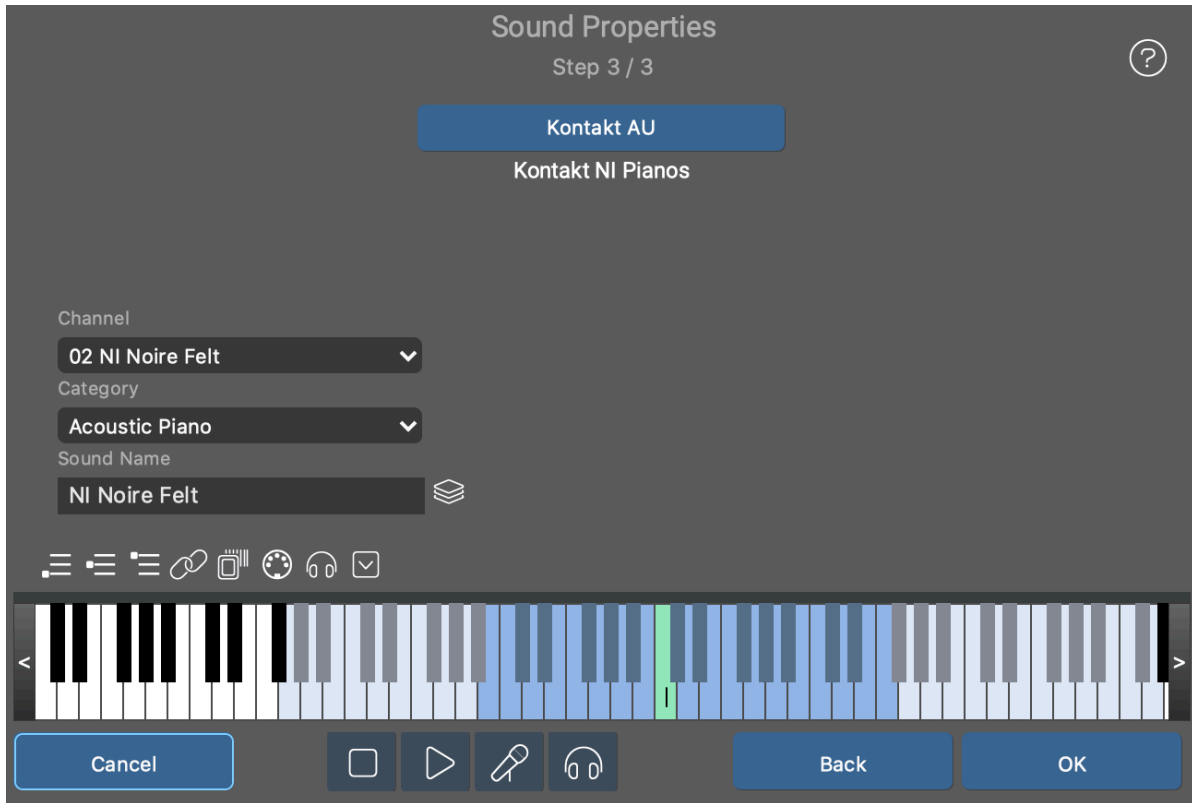 Sound Properties
Step 3 / 3
?
Kontakt AU
Kontakt NI Pianos
Channel
02 NI Noire Felt
Category
Acoustic Piano
Sound Name
NI Noire Felt
< >
Cancel Back OK